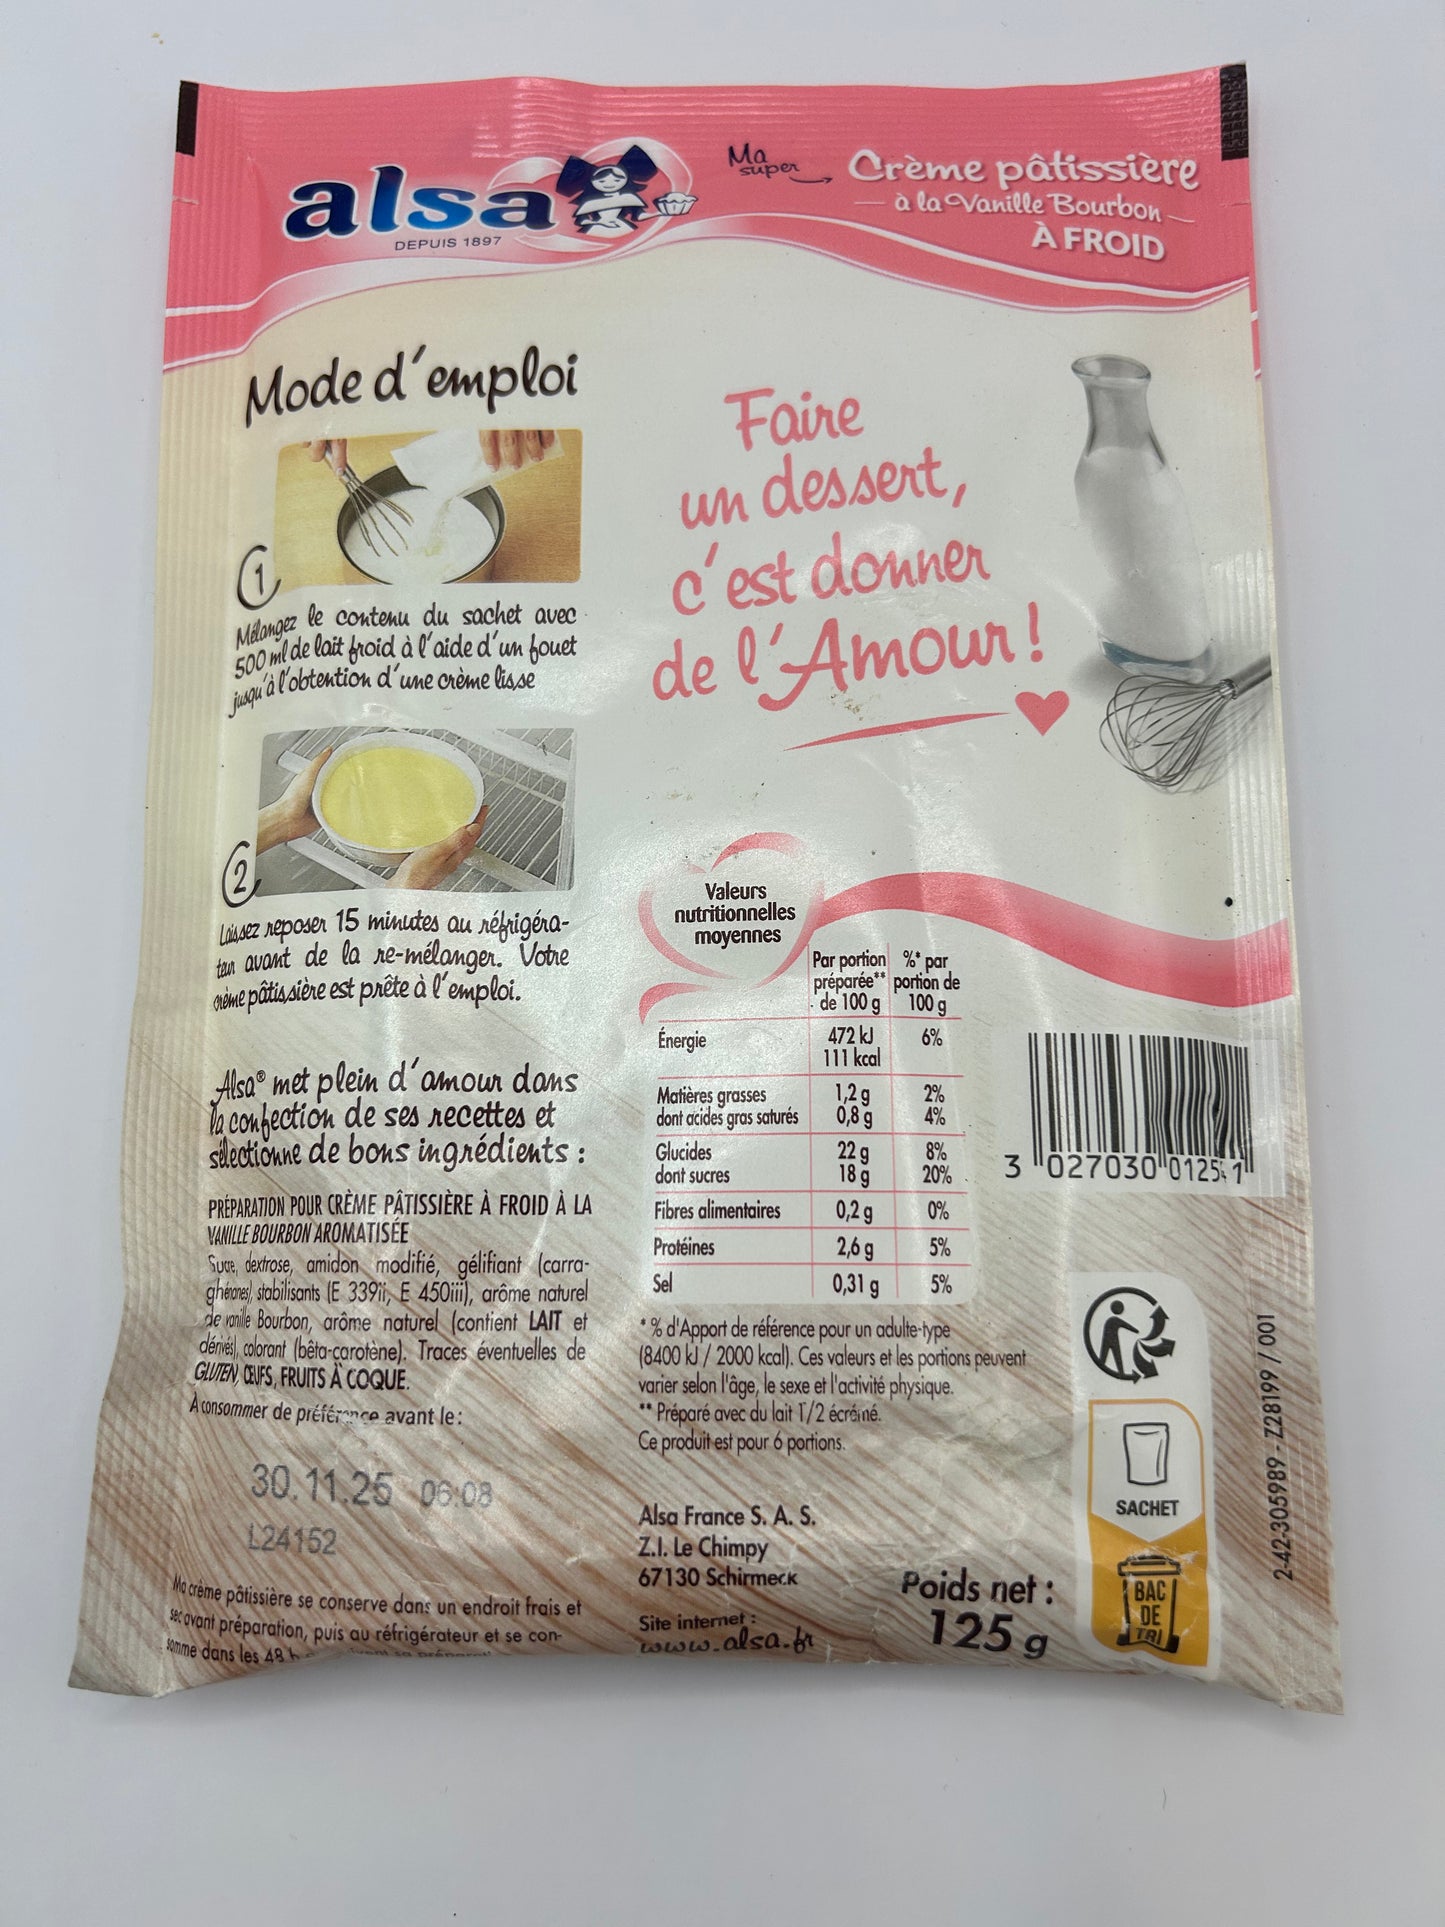 alsa
DEPUIS 1897
Ma
super
Crème pâtissière
à la Vanille Bourbon
À FROID
Mode d'emploi
1
Mélangez le contenu du sachet avec
500 ml de lait froid à l'aide d'un fouet
jusqu'à l'obtention d'une crème lisse
2
Laissez reposer 15 minutes au réfrigéra-
teur avant de la re-mélanger. Votre
crème pâtissière est prête à l'emploi.
Alsa® met plein d'amour dans
la confection de ses recettes et
sélectionne de bons ingrédients :
PRÉPARATION POUR CRÈME PÂTISSIÈRE À FROID À LA
VANILLE BOURBON AROMATISÉE
Sucre, dextrose, amidon modifié, gélifiant (carra-
ghénanes), stabilisants (E 339ii, E 450iii), arôme naturel
de vanille Bourbon, arôme naturel (contient LAIT et
dérivés), colorant (bêta-carotène). Traces éventuelles de
GLUTEN, ŒUFS, FRUITS À COQUE.
À consommer de préférence avant le :
30.11.25 06:08
L24152
Ma crème pâtissière se conserve dans un endroit frais et
sec avant préparation, puis au réfrigérateur et se con-
somme dans les 48 h
Faire
un dessert,
c'est donner
de l'Amour !
Valeurs
nutritionnelles
moyennes
Par portion préparée** de 100 g %* par portion de 100 g
Énergie 472 kJ 6%
111 kcal
Matières grasses 1,2 g 2%
dont acides gras saturés 0,8 g 4%
Glucides 22 g 8%
dont sucres 18 g 20%
Fibres alimentaires 0,2 g 0%
Protéines 2,6 g 5%
Sel 0,31 g 5%
* % d'Apport de référence pour un adulte-type
(8400 kJ / 2000 kcal). Ces valeurs et les portions peuvent
varier selon l'âge, le sexe et l'activité physique.
** Préparé avec du lait 1/2 écrémé.
Ce produit est pour 6 portions.
Alsa France S. A. S.
Z.I. Le Chimpy
67130 Schirmeck
Site internet :
www.alsa.fr
Poids net :
125 g
3 027030 012541
SACHET
BAC
DE
TRI
2-42-305989 - Z28199 / 001